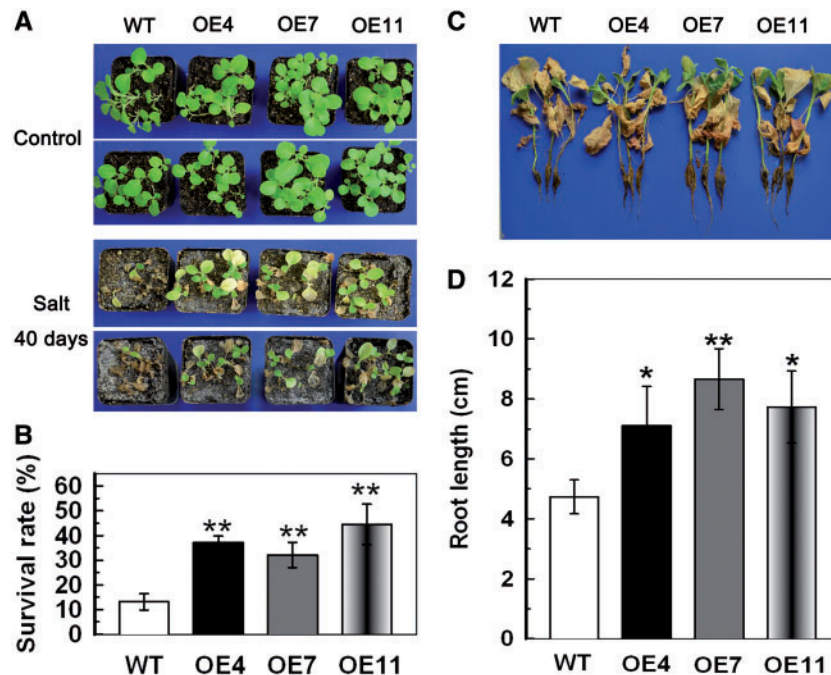 A
WT OE4 OE7 OE11
Control
Salt
40 days
B
Survival rate (%)
60
50
40
30
20
10
0
** ** **
WT OE4 OE7 OE11
C
WT OE4 OE7 OE11
D
Root length (cm)
12
10
8
6
4
2
0
* ** *
WT OE4 OE7 OE11